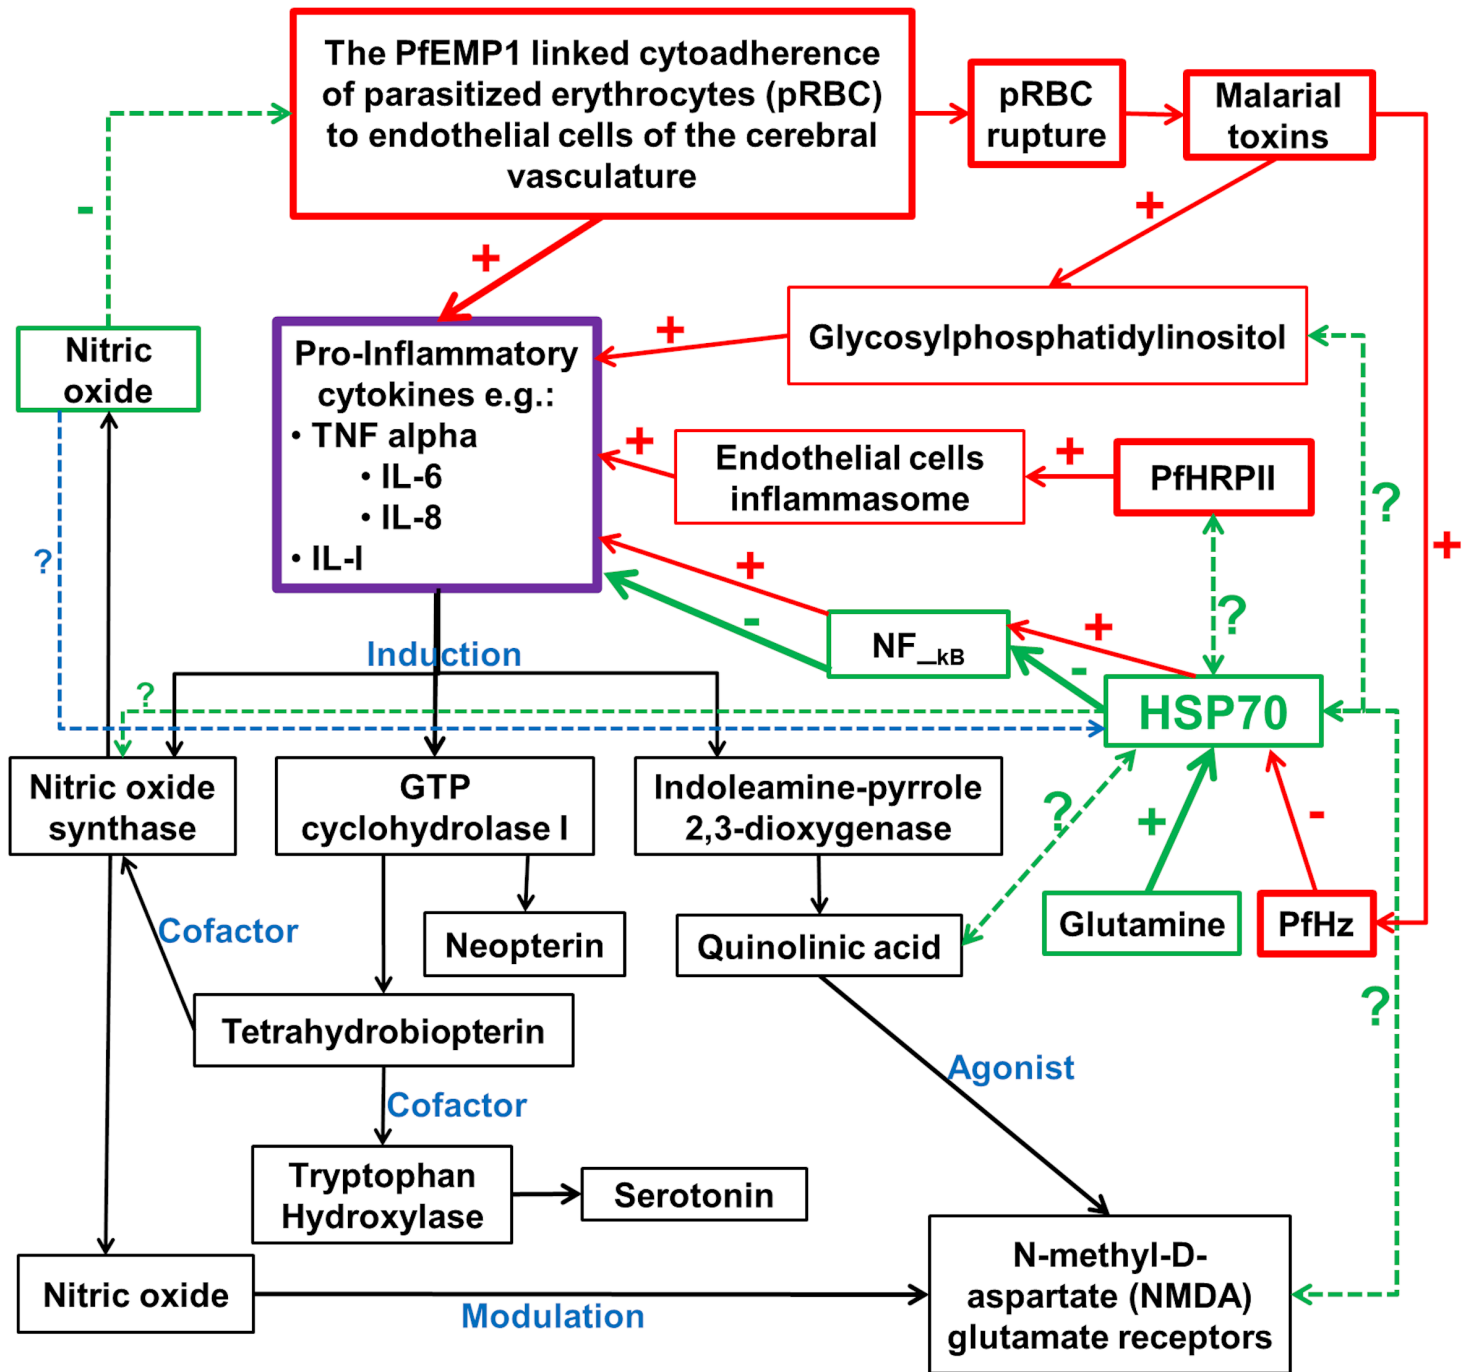 The PfEMP1 linked cytoadherence
of parasitized erythrocytes (pRBC)
to endothelial cells of the cerebral
vasculature
pRBC
rupture
Malarial
toxins
-
+
+
Nitric
oxide
Pro-Inflammatory
cytokines e.g.:
• TNF alpha
• IL-6
• IL-8
• IL-I
+
Glycosylphosphatidylinositol
+
Endothelial cells
inflammasome
+
PfHRPII
?
+
?
+
-
NF_kB
+
-
?
HSP70
Induction
?
Nitric oxide
synthase
GTP
cyclohydrolase I
Indoleamine-pyrrole
2,3-dioxygenase
?
+
-
Cofactor
Neopterin
Quinolinic acid
Glutamine
PfHz
?
Tetrahydrobiopterin
Agonist
Cofactor
Tryptophan
Hydroxylase
Serotonin
Nitric oxide
Modulation
N-methyl-D-
aspartate (NMDA)
glutamate receptors